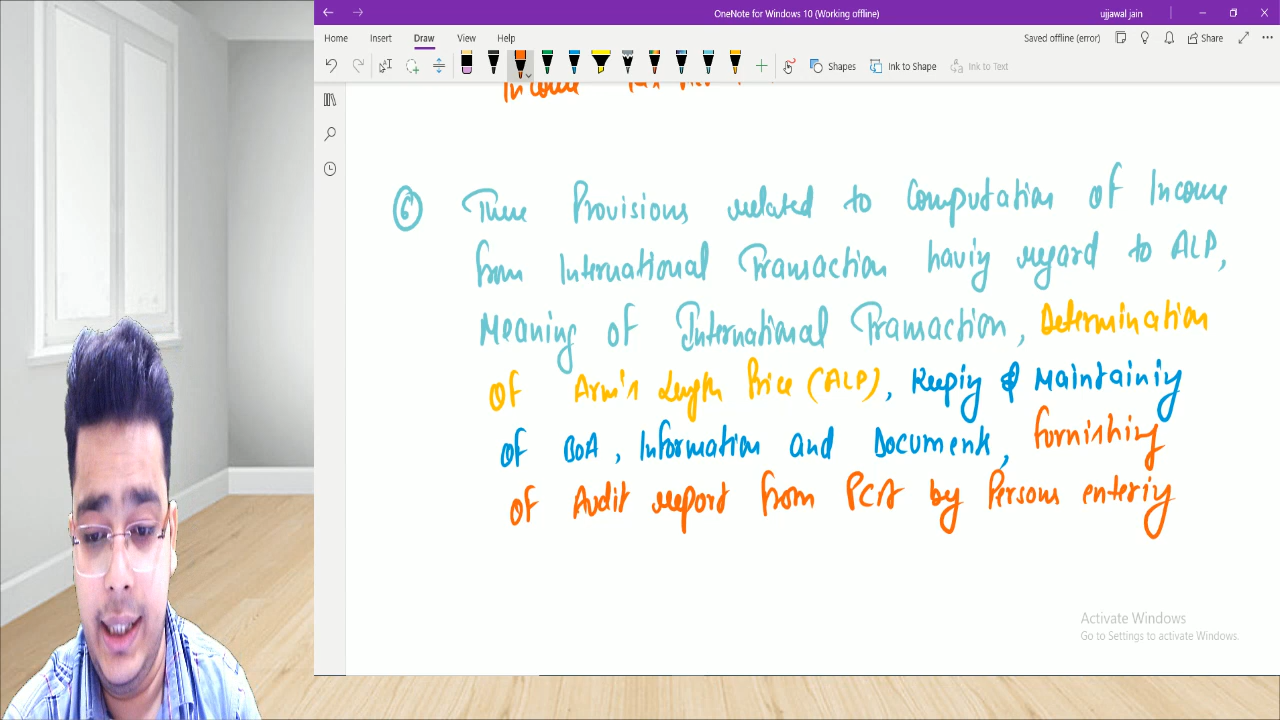 OneNote for Windows 10 (Working offline)
ujjawal jain
Home Insert Draw View Help
Saved offline (error) Share
Shapes Ink to Shape Ink to Text
Income Tax
6 These Provisions related to Computation of Income
from International Transaction having regard to ALP,
Meaning of International Transaction, Determination
of Arm's Length Price (ALP), Keeping & Maintaining
of BOA, Information and Document,
furnishing
of Audit report from PCA by Persons entering
Activate Windows
Go to Settings to activate Windows.